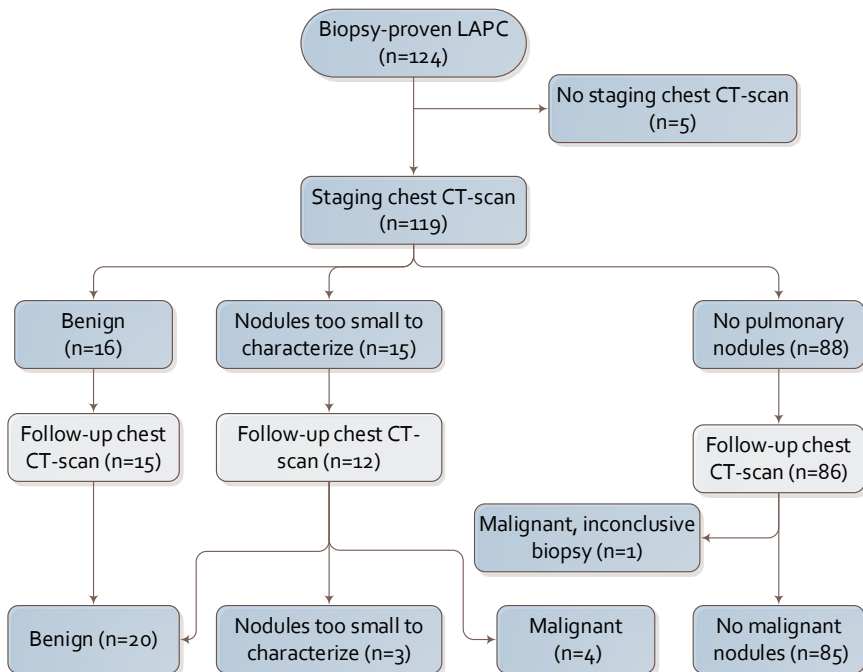 Biopsy-proven LAPC
(n=124)
No staging chest CT-scan
(n=5)
Staging chest CT-scan
(n=119)
Benign
(n=16)
Nodules too small to
characterize (n=15)
No pulmonary
nodules (n=88)
Follow-up chest
CT-scan (n=15)
Follow-up chest CT-
scan (n=12)
Follow-up chest
CT-scan (n=86)
Malignant, inconclusive
biopsy (n=1)
Benign (n=20)
Nodules too small to
characterize (n=3)
Malignant
(n=4)
No malignant
nodules (n=85)